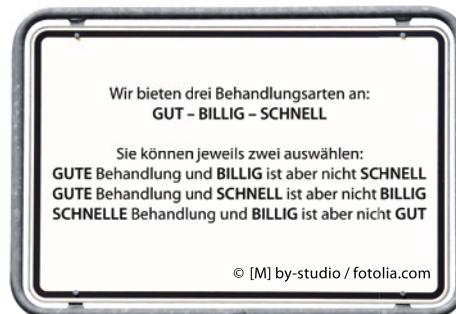 Wir bieten drei Behandlungsarten an:
GUT – BILLIG – SCHNELL
Sie können jeweils zwei auswählen:
GUTE Behandlung und BILLIG ist aber nicht SCHNELL
GUTE Behandlung und SCHNELL ist aber nicht BILLIG
SCHNELLE Behandlung und BILLIG ist aber nicht GUT
© [M] by-studio / fotolia.com